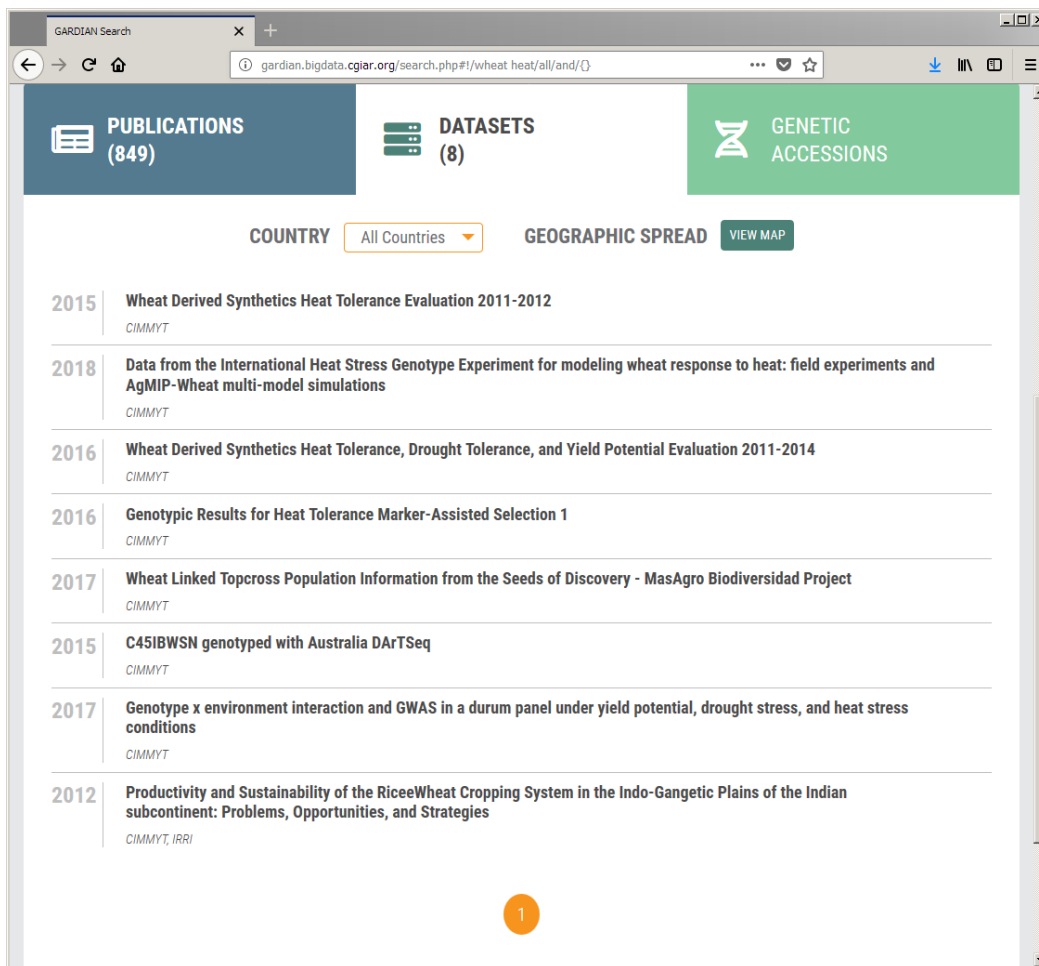 GARDIAN Search
gardian.bigdata.cgiar.org/search.php#!/wheat heat/all/and/{}
PUBLICATIONS
(849)
DATASETS
(8)
GENETIC
ACCESSIONS
COUNTRY All Countries GEOGRAPHIC SPREAD VIEW MAP
2015 Wheat Derived Synthetics Heat Tolerance Evaluation 2011-2012
CIMMYT
2018 Data from the International Heat Stress Genotype Experiment for modeling wheat response to heat: field experiments and
AgMIP-Wheat multi-model simulations
CIMMYT
2016 Wheat Derived Synthetics Heat Tolerance, Drought Tolerance, and Yield Potential Evaluation 2011-2014
CIMMYT
2016 Genotypic Results for Heat Tolerance Marker-Assisted Selection 1
CIMMYT
2017 Wheat Linked Topcross Population Information from the Seeds of Discovery - MasAgro Biodiversidad Project
CIMMYT
2015 C45IBWSN genotyped with Australia DArTSeq
CIMMYT
2017 Genotype x environment interaction and GWAS in a durum panel under yield potential, drought stress, and heat stress
conditions
CIMMYT
2012 Productivity and Sustainability of the RiceeWheat Cropping System in the Indo-Gangetic Plains of the Indian
subcontinent: Problems, Opportunities, and Strategies
CIMMYT, IRRI
1